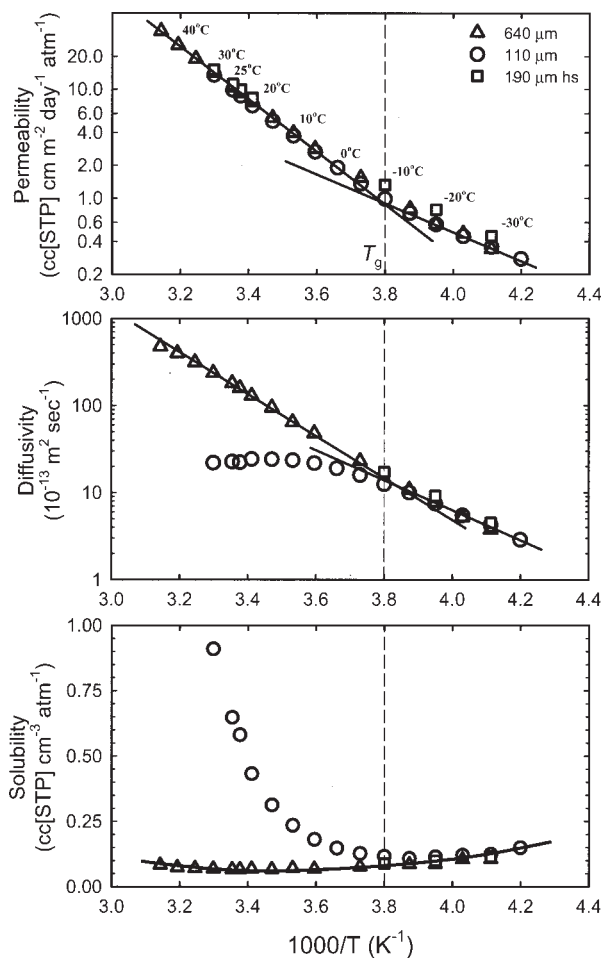 20.0
10.0
6.0
4.0
2.0
1.0
0.6
0.4
0.2
Permeability
(cc[STP] cm m⁻² day⁻¹ atm⁻¹)
40°C
30°C
25°C
20°C
10°C
0°C
-10°C
-20°C
-30°C
640 µm
110 µm
190 µm hs
Tg
3.0 3.2 3.4 3.6 3.8 4.0 4.2 4.4
1000
100
10
1
Diffusivity
(10⁻¹³ m² sec⁻¹)
3.0 3.2 3.4 3.6 3.8 4.0 4.2 4.4
1.00
0.75
0.50
0.25
0.00
Solubility
(cc[STP] cm⁻³ atm⁻¹)
3.0 3.2 3.4 3.6 3.8 4.0 4.2 4.4
1000/T (K⁻¹)